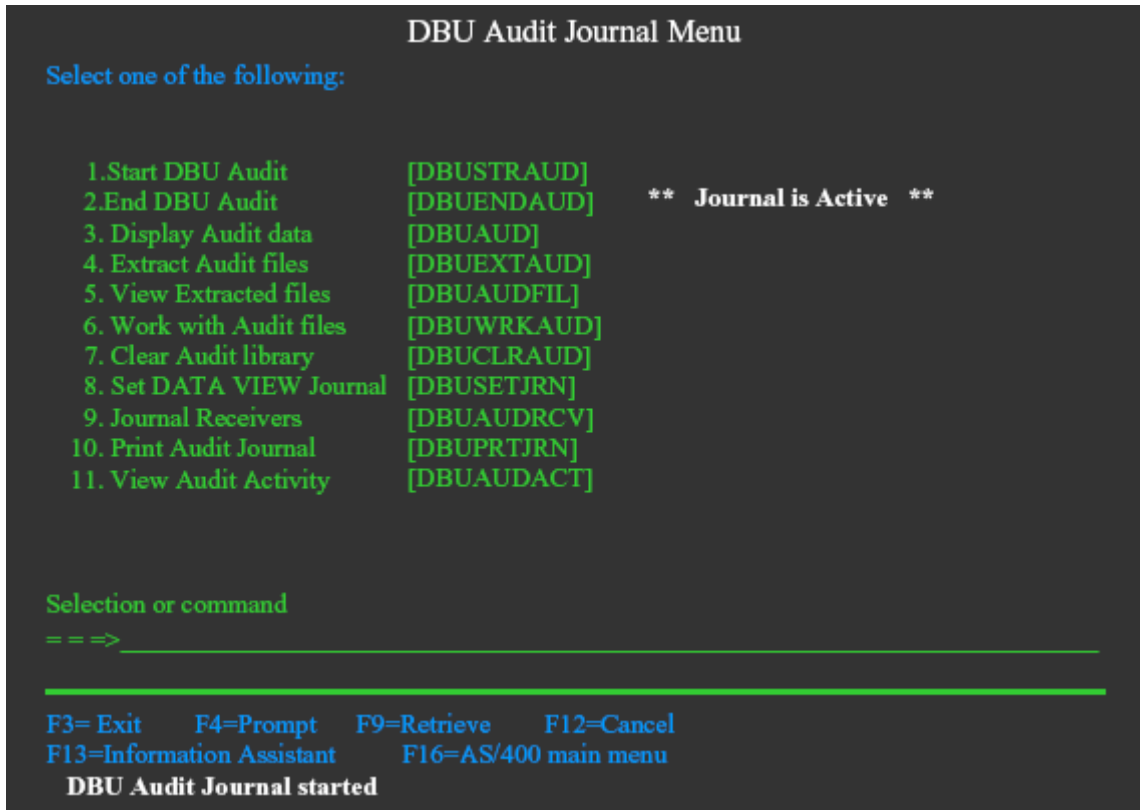 DBU Audit Journal Menu
Select one of the following:
1.Start DBU Audit [DBUSTRAUD]
2.End DBU Audit [DBUENDAUD] ** Journal is Active **
3. Display Audit data [DBUAUD]
4. Extract Audit files [DBUEXTAUD]
5. View Extracted files [DBUAUDFIL]
6. Work with Audit files [DBUWRKAUD]
7. Clear Audit library [DBUCLRAUD]
8. Set DATA VIEW Journal [DBUSETJRN]
9. Journal Receivers [DBUAUDRCV]
10. Print Audit Journal [DBUPRTJRN]
11. View Audit Activity [DBUAUDACT]
Selection or command
= = =>
F3= Exit F4=Prompt F9=Retrieve F12=Cancel
F13=Information Assistant F16=AS/400 main menu
DBU Audit Journal started